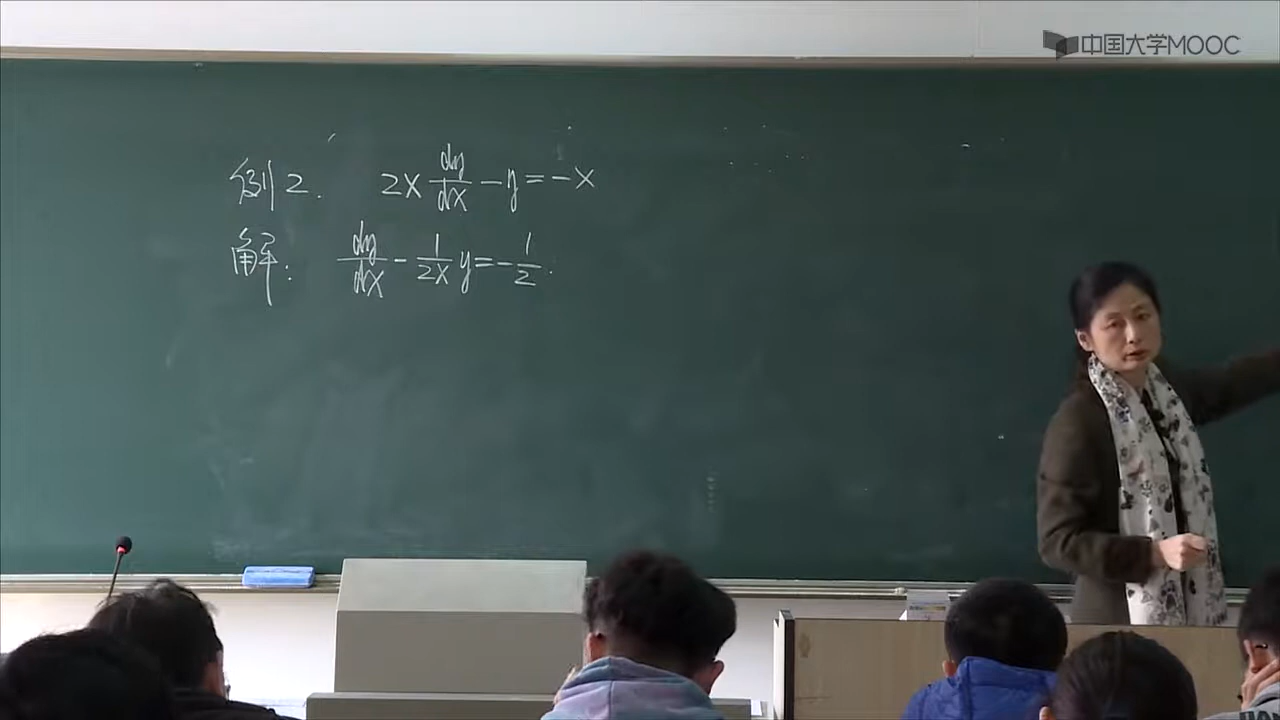 中国大学MOOC
例2. 2x dy/dx - y = -x
解: dy/dx - 1/2x y = -1/2.